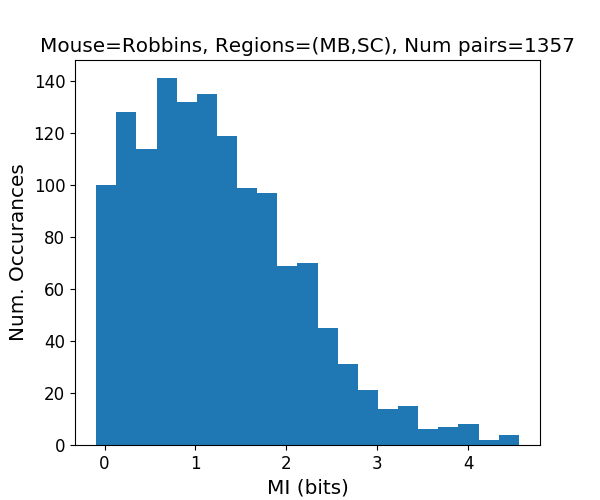 Mouse=Robbins, Regions=(MB,SC), Num pairs=1357
140
120
100
80
60
40
20
0
Num. Occurances
0 1 2 3 4
MI (bits)